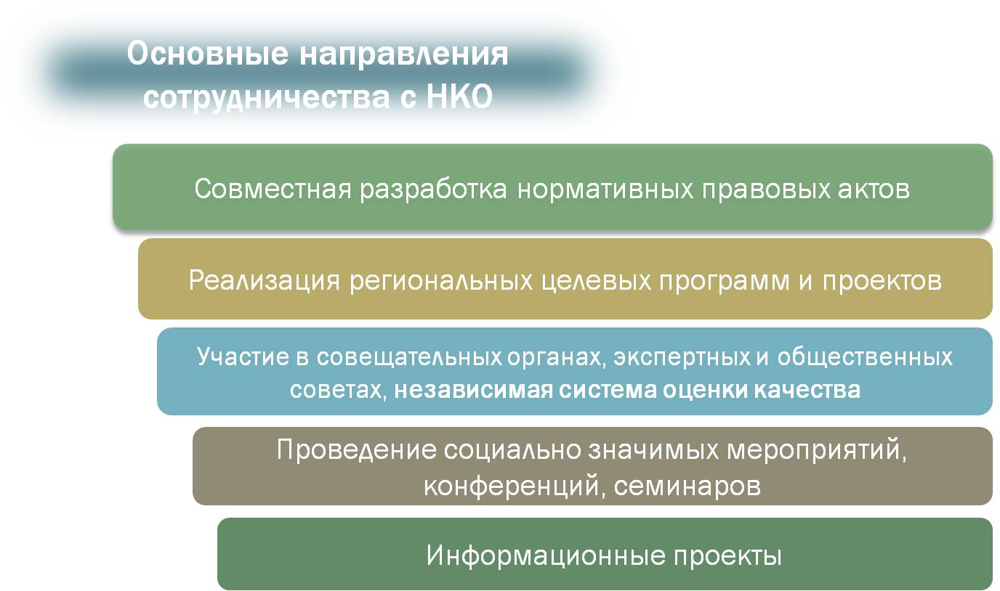 Основные направления
сотрудничества с НКО
Совместная разработка нормативных правовых актов
Реализация региональных целевых программ и проектов
Участие в совещательных органах, экспертных и общественных
советах, независимая система оценки качества
Проведение социально значимых мероприятий,
конференций, семинаров
Информационные проекты